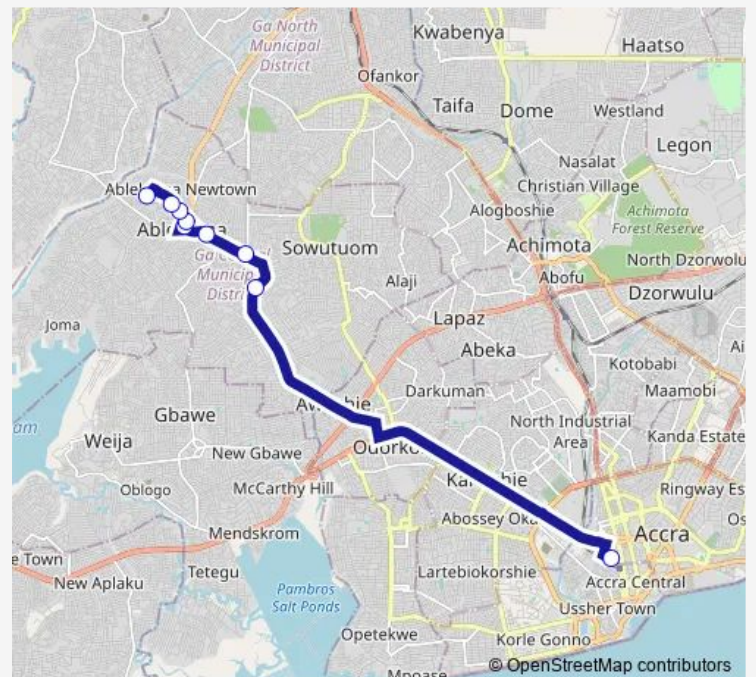 Ga North
Municipal
District
Kwabenya
Haatso
Ofankor
Taifa
Dome
Westland
Legon
Nasalat
Christian Village
Newtown
Alogboshie
Achimota
Forest Reserve
Sowutuom
Achimota
North Dzorwulu
Abofu
Alaji
Dzorwulu
Joma
Lapaz
Abeka
Kotobabi
Darkuman
Maamobi
Gbawe
North Industrial
Area
Kanda Estate
Weija
New Gbawe
McCarthy Hill
Oblogo
Abossey Oka
Ringway Es
Mendskrom
Accra
e Town
New Aplaku
Tetegu
Lartebiokorshie
Accra Central
Pambros
Salt Ponds
Ussher Town
Opetekwe
Korle Gonno
Mpoase
© OpenStreetMap contributors